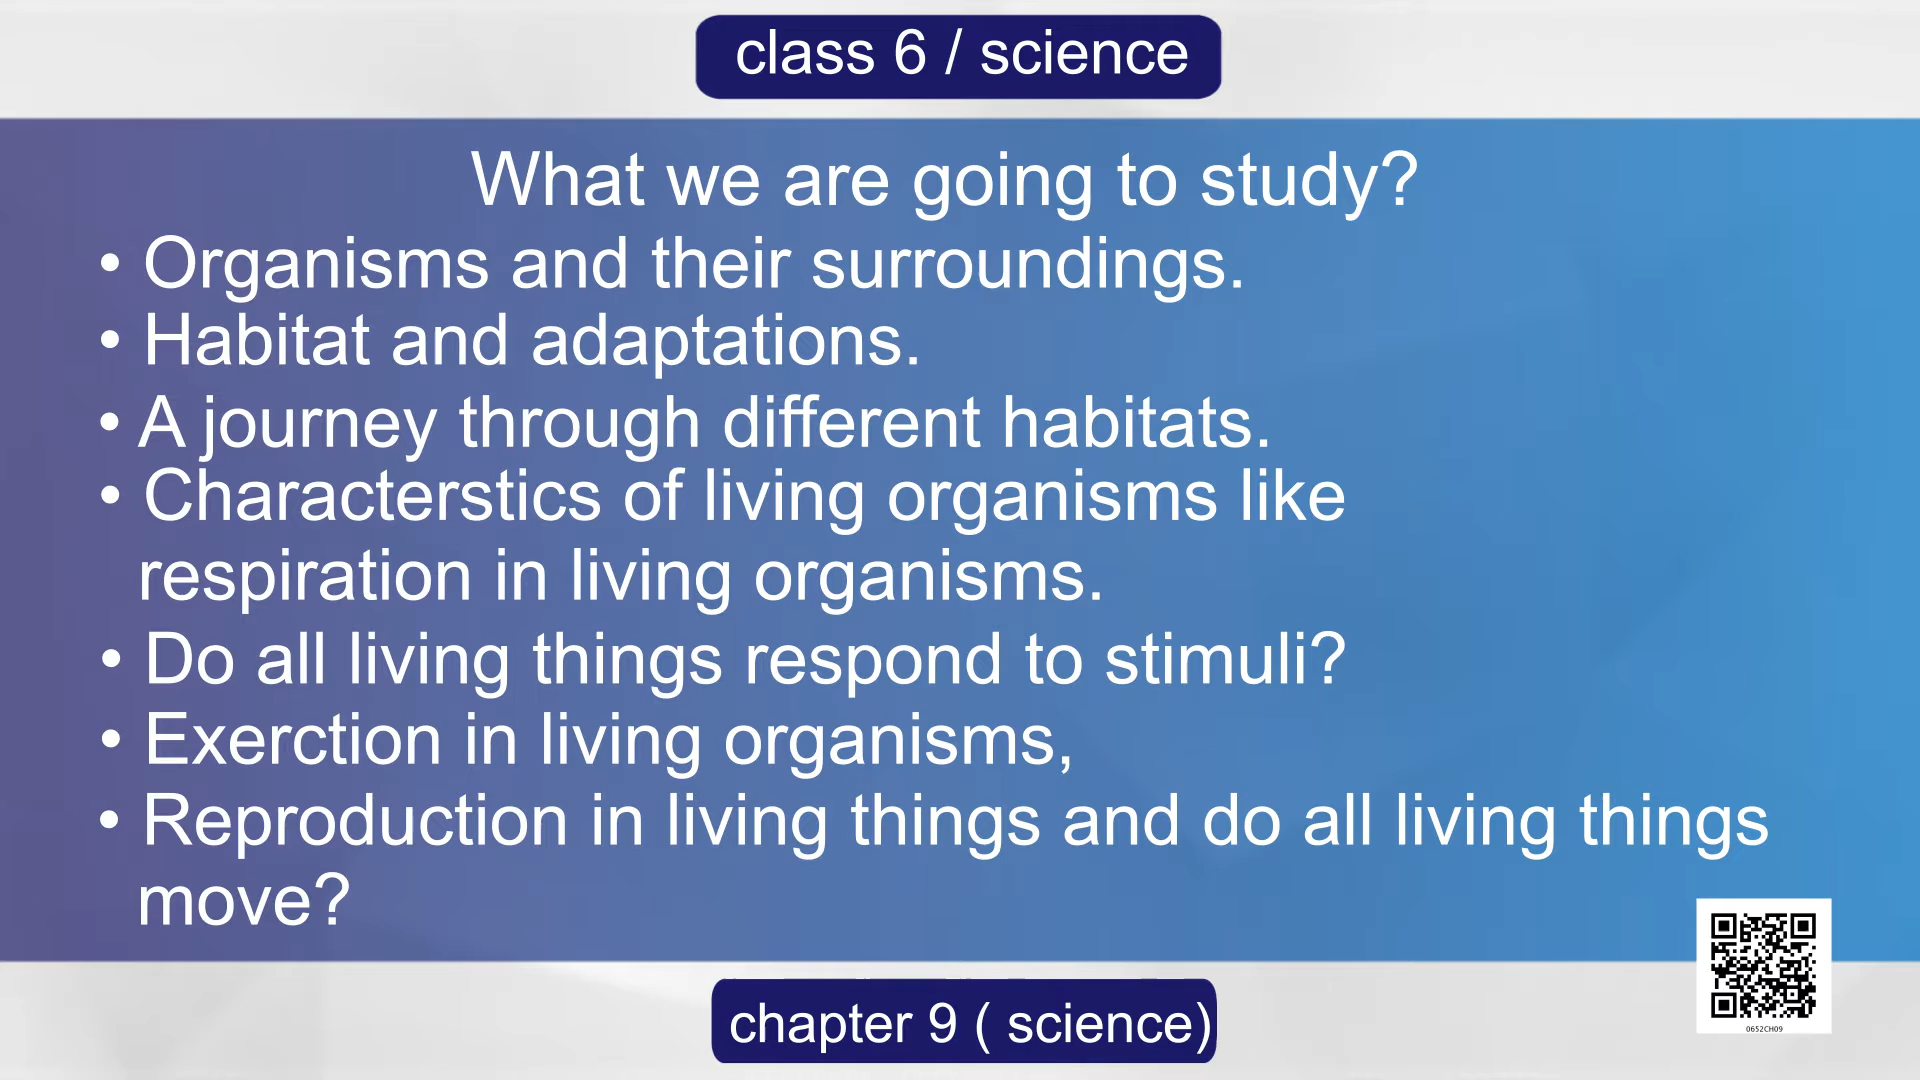 class 6 / science
What we are going to study?
• Organisms and their surroundings.
• Habitat and adaptations.
• A journey through different habitats.
• Characterstics of living organisms like
respiration in living organisms.
• Do all living things respond to stimuli?
• Exerction in living organisms,
• Reproduction in living things and do all living things
move?
0652CH09
chapter 9 ( science)